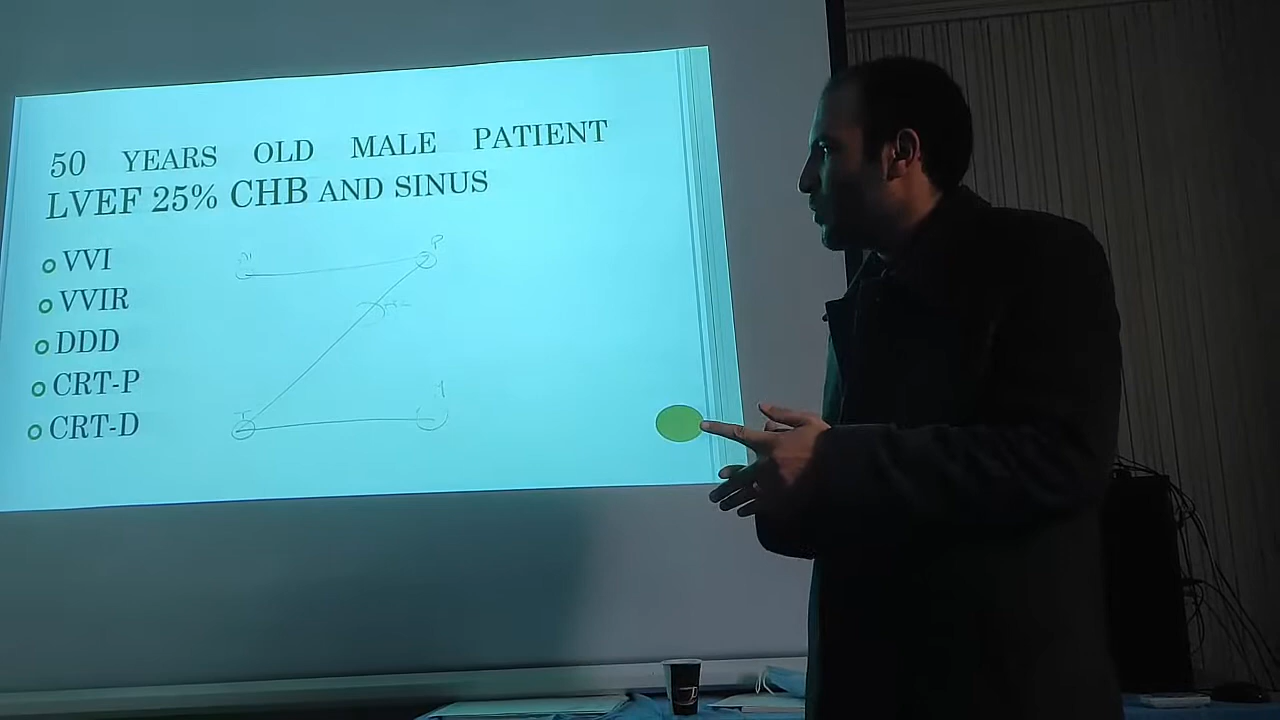 50 YEARS OLD MALE PATIENT
LVEF 25% CHB AND SINUS
VVI
VVIR
DDD
CRT-P
CRT-D